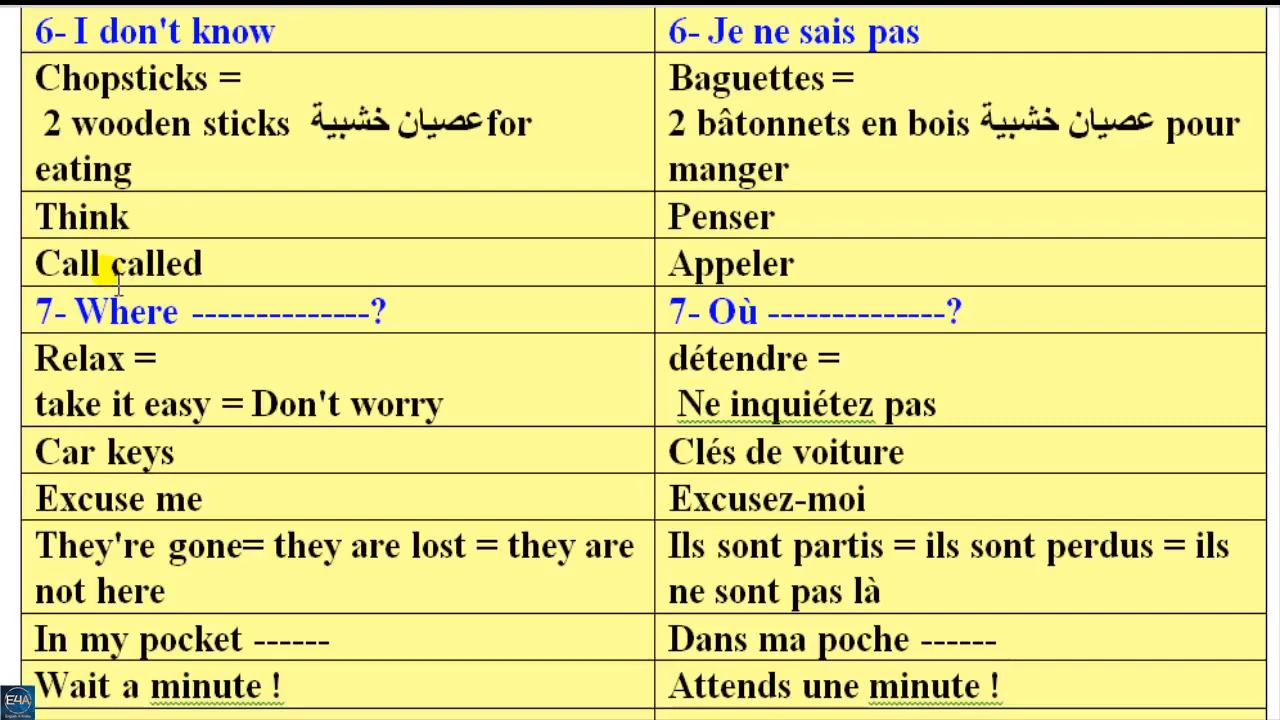 6- I don't know
6- Je ne sais pas
Chopsticks =
2 wooden sticks عصيان خشبية for
eating
Baguettes =
2 bâtonnets en bois عصيان خشبية pour
manger
Think
Penser
Call called
Appeler
7- Where --------------?
7- Où --------------?
Relax =
take it easy = Don't worry
détendre =
Ne inquiétez pas
Car keys
Clés de voiture
Excuse me
Excusez-moi
They're gone= they are lost = they are
not here
Ils sont partis = ils sont perdus = ils
ne sont pas là
In my pocket ------
Dans ma poche ------
Wait a minute !
Attends une minute !
E4A